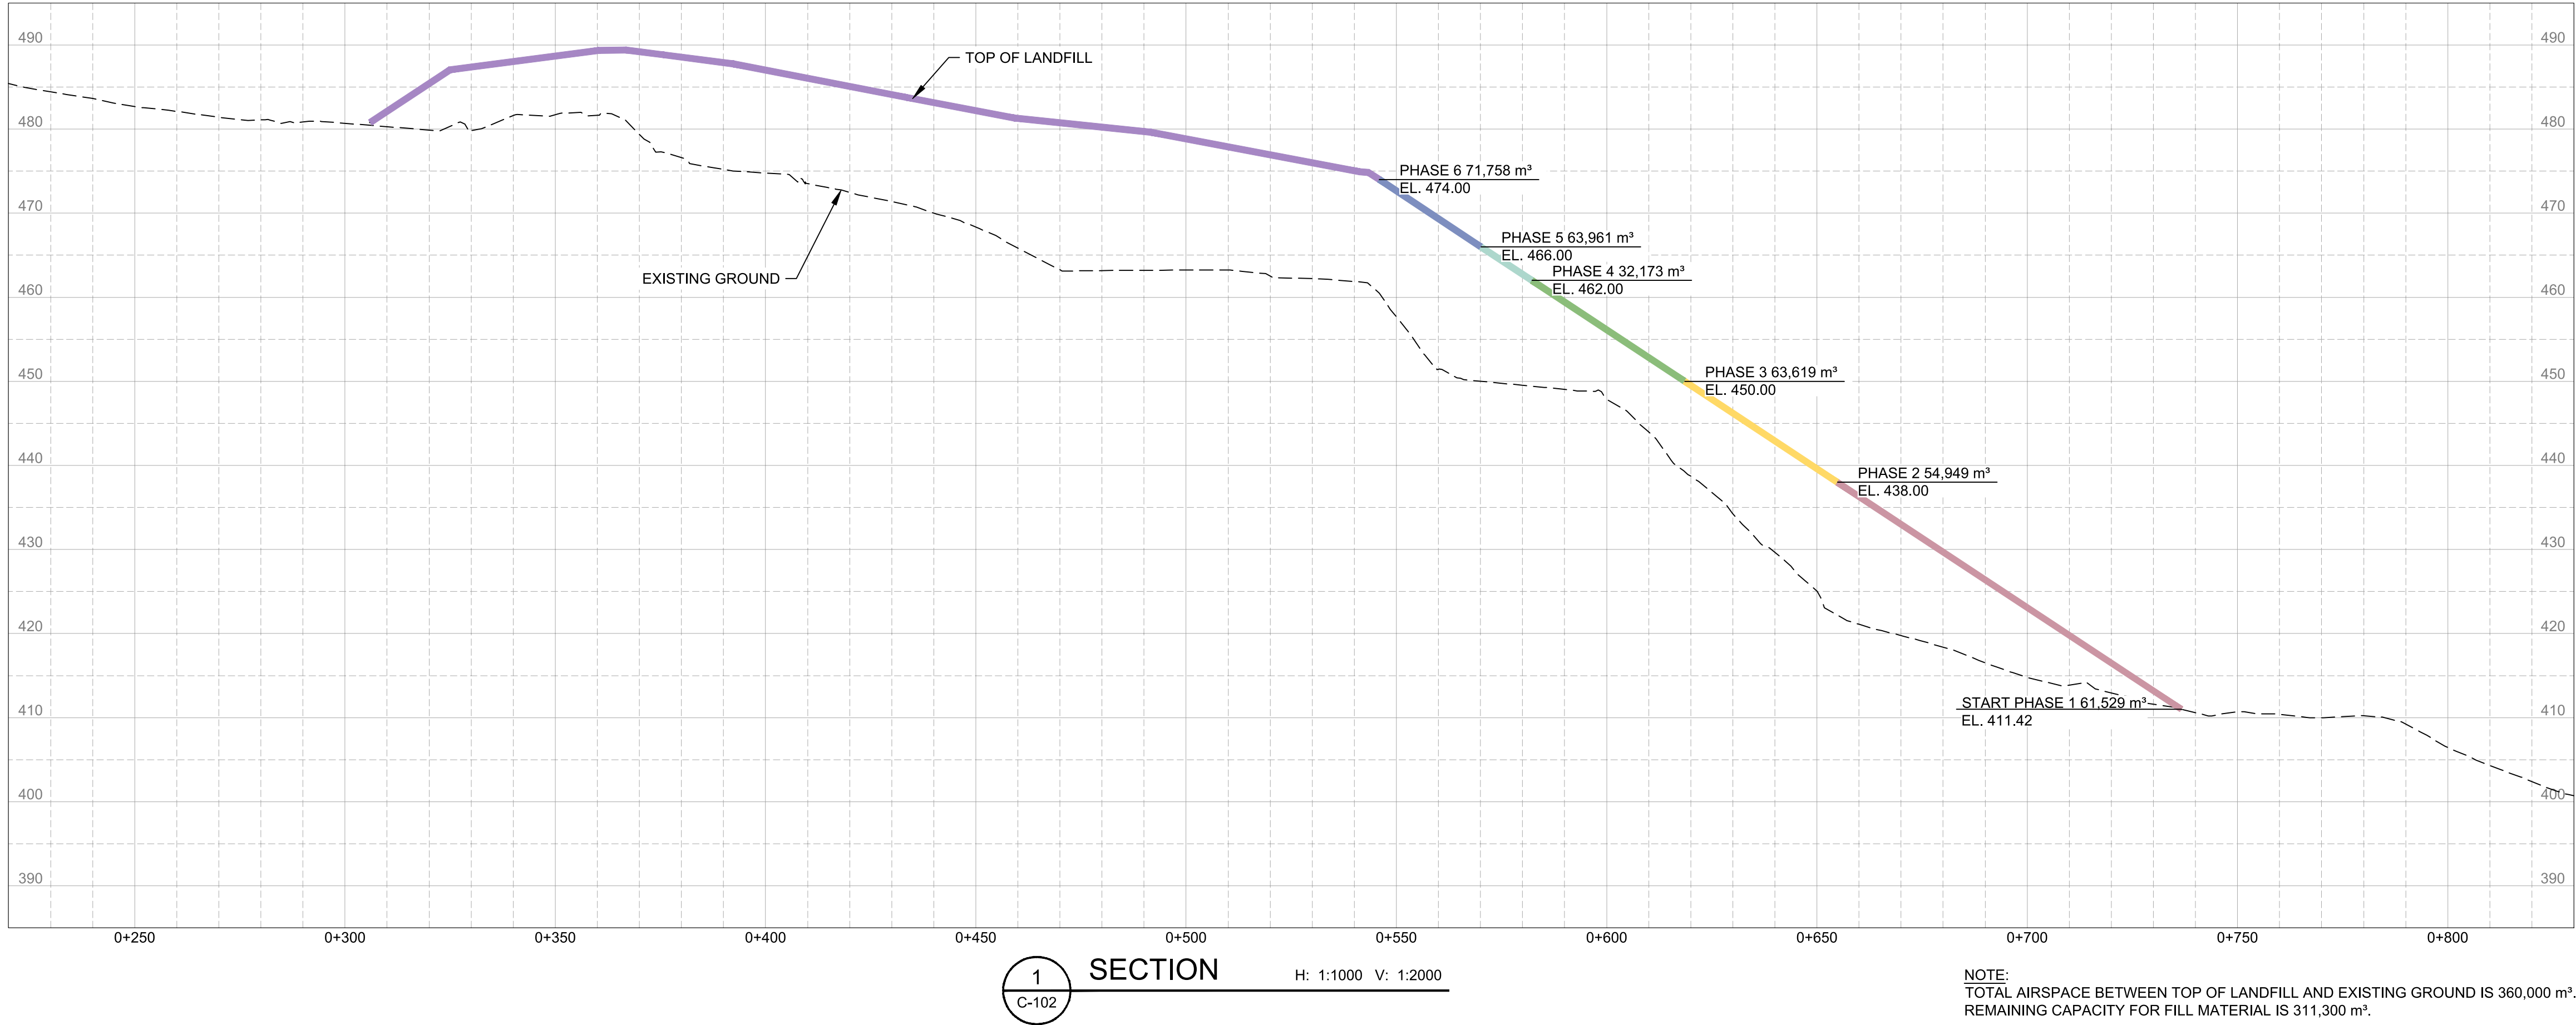 490
490
TOP OF LANDFILL
480
480
PHASE 6 71,758 m³
EL. 474.00
470
470
PHASE 5 63,961 m³
EL. 466.00
PHASE 4 32,173 m³
EL. 462.00
EXISTING GROUND
460
460
PHASE 3 63,619 m³
EL. 450.00
450
450
440
440
PHASE 2 54,949 m³
EL. 438.00
430
430
420
420
START PHASE 1 61,529 m³
EL. 411.42
410
410
400
400
390
390
0+250 0+300 0+350 0+400 0+450 0+500 0+550 0+600 0+650 0+700 0+750 0+800
1
C-102
SECTION
H: 1:1000 V: 1:2000
NOTE:
TOTAL AIRSPACE BETWEEN TOP OF LANDFILL AND EXISTING GROUND IS 360,000 m³.
REMAINING CAPACITY FOR FILL MATERIAL IS 311,300 m³.